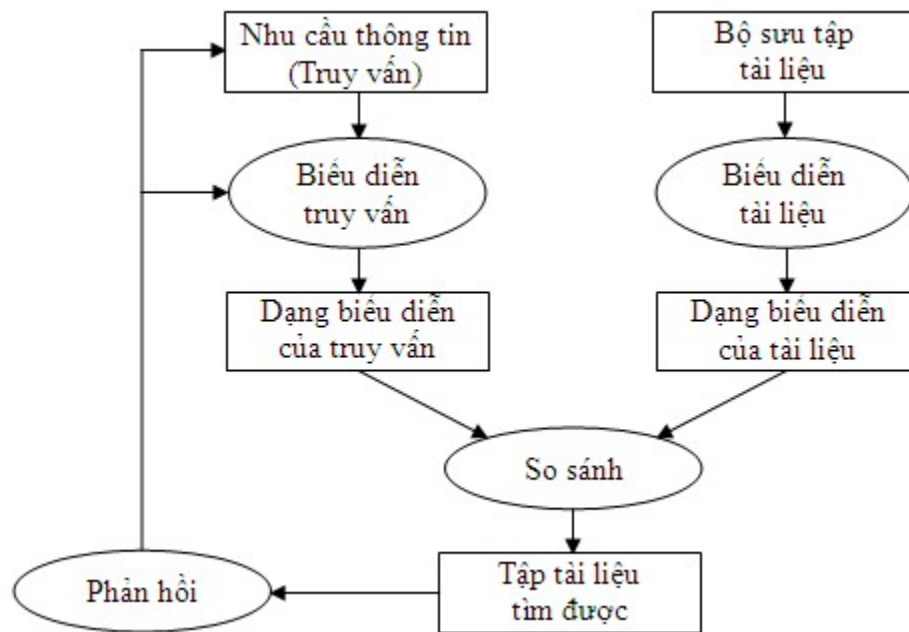 Nhu cầu thông tin
(Truy vấn)
Bộ sưu tập
tài liệu
Biểu diễn
truy vấn
Biểu diễn
tài liệu
Dạng biểu diễn
của truy vấn
Dạng biểu diễn
của tài liệu
So sánh
Phản hồi
Tập tài liệu
tìm được